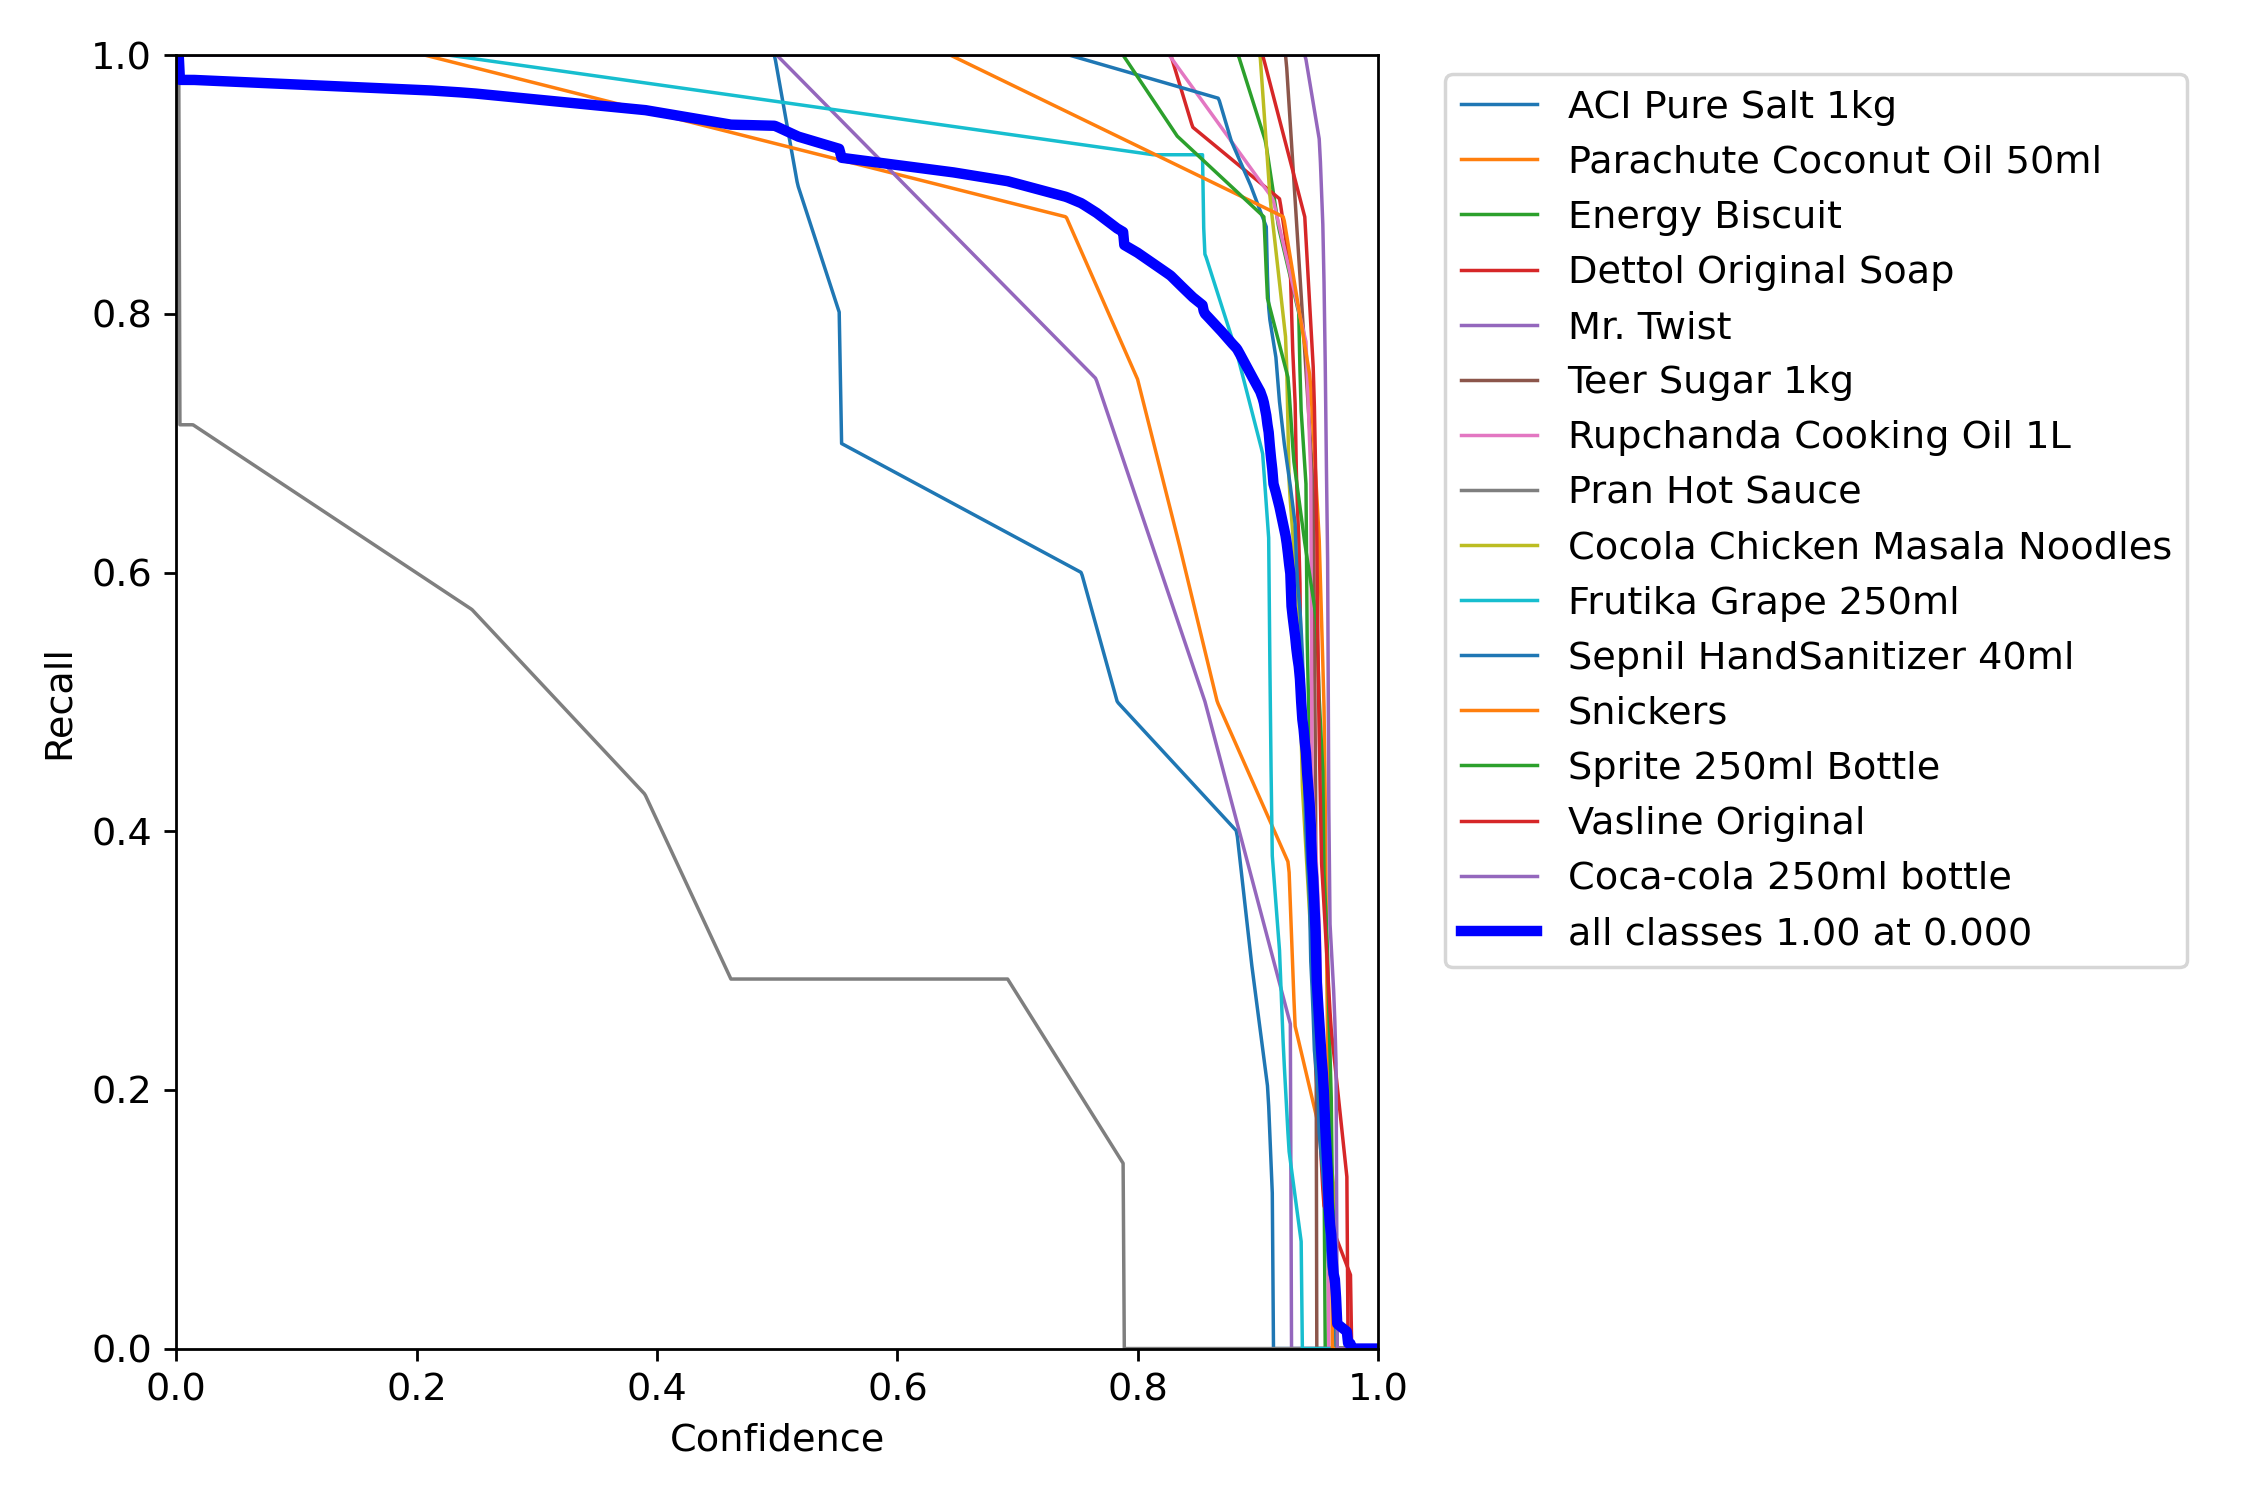 1.0
0.8
0.6
0.4
0.2
0.0
Recall
0.0 0.2 0.4 0.6 0.8 1.0
Confidence
ACI Pure Salt 1kg
Parachute Coconut Oil 50ml
Energy Biscuit
Dettol Original Soap
Mr. Twist
Teer Sugar 1kg
Rupchanda Cooking Oil 1L
Pran Hot Sauce
Cocola Chicken Masala Noodles
Frutika Grape 250ml
Sepnil HandSanitizer 40ml
Snickers
Sprite 250ml Bottle
Vasline Original
Coca-cola 250ml bottle
all classes 1.00 at 0.000